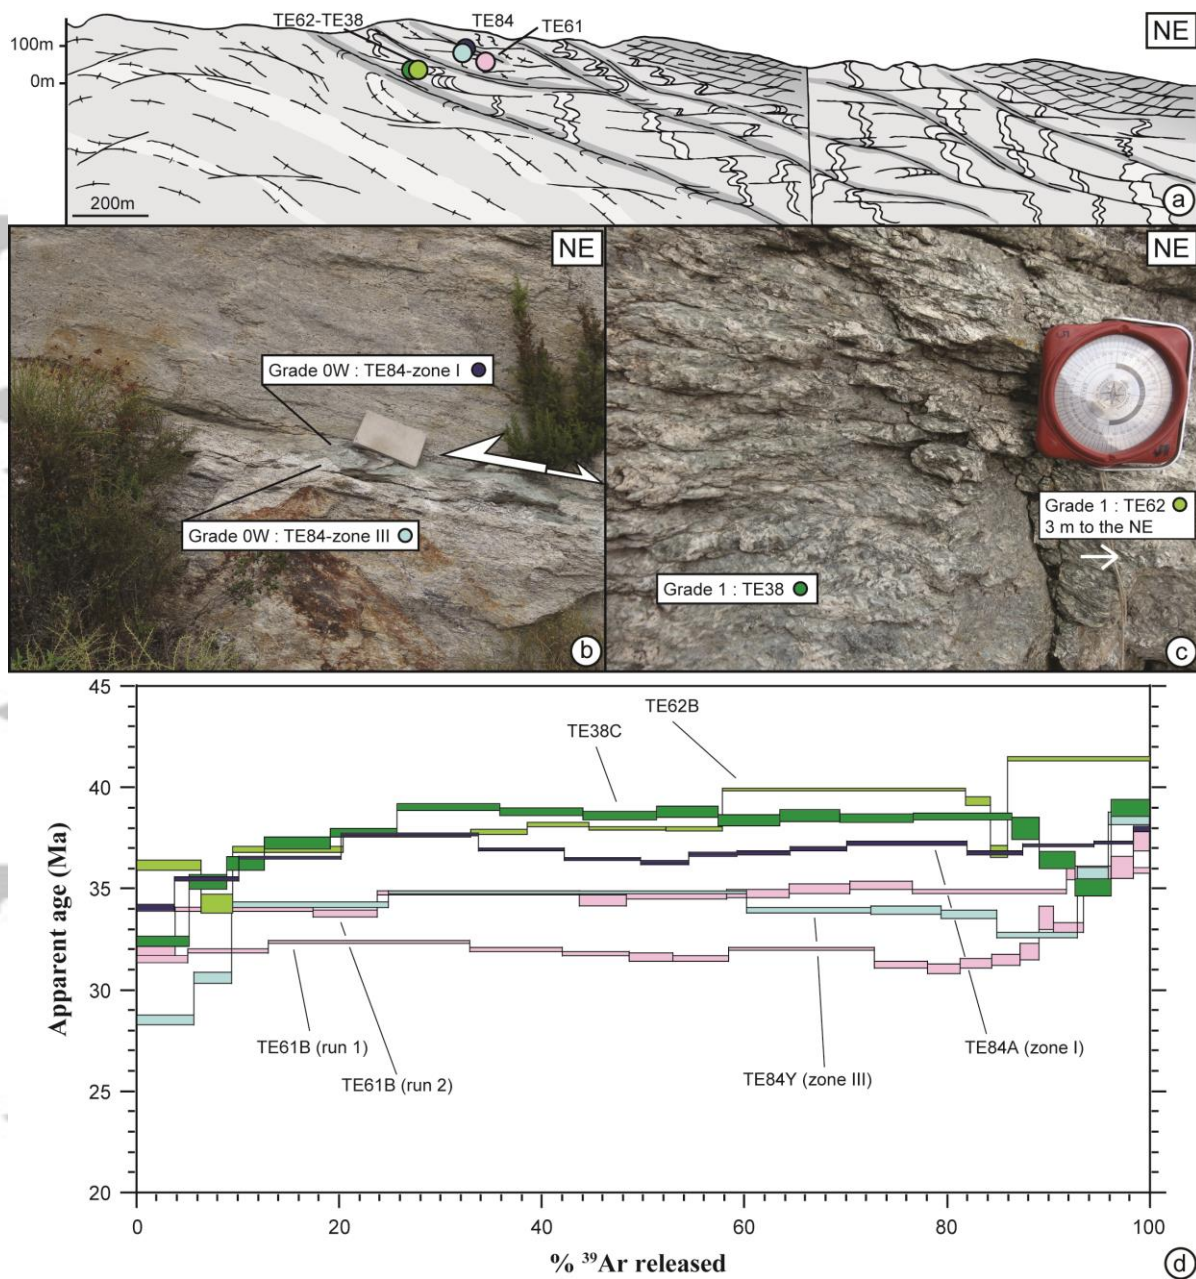 TE62-TE38
TE84
TE61
NE
100m
0m
200m
a
NE
Grade 0W : TE84-zone I
Grade 0W : TE84-zone III
b
NE
Grade 1 : TE62
3 m to the NE
Grade 1 : TE38
c
45
TE62B
TE38C
40
35
Apparent age (Ma)
30
TE61B (run 1)
TE84A (zone I)
TE61B (run 2)
TE84Y (zone III)
25
20
0
20
40
60
80
100
% ³⁹Ar released
d